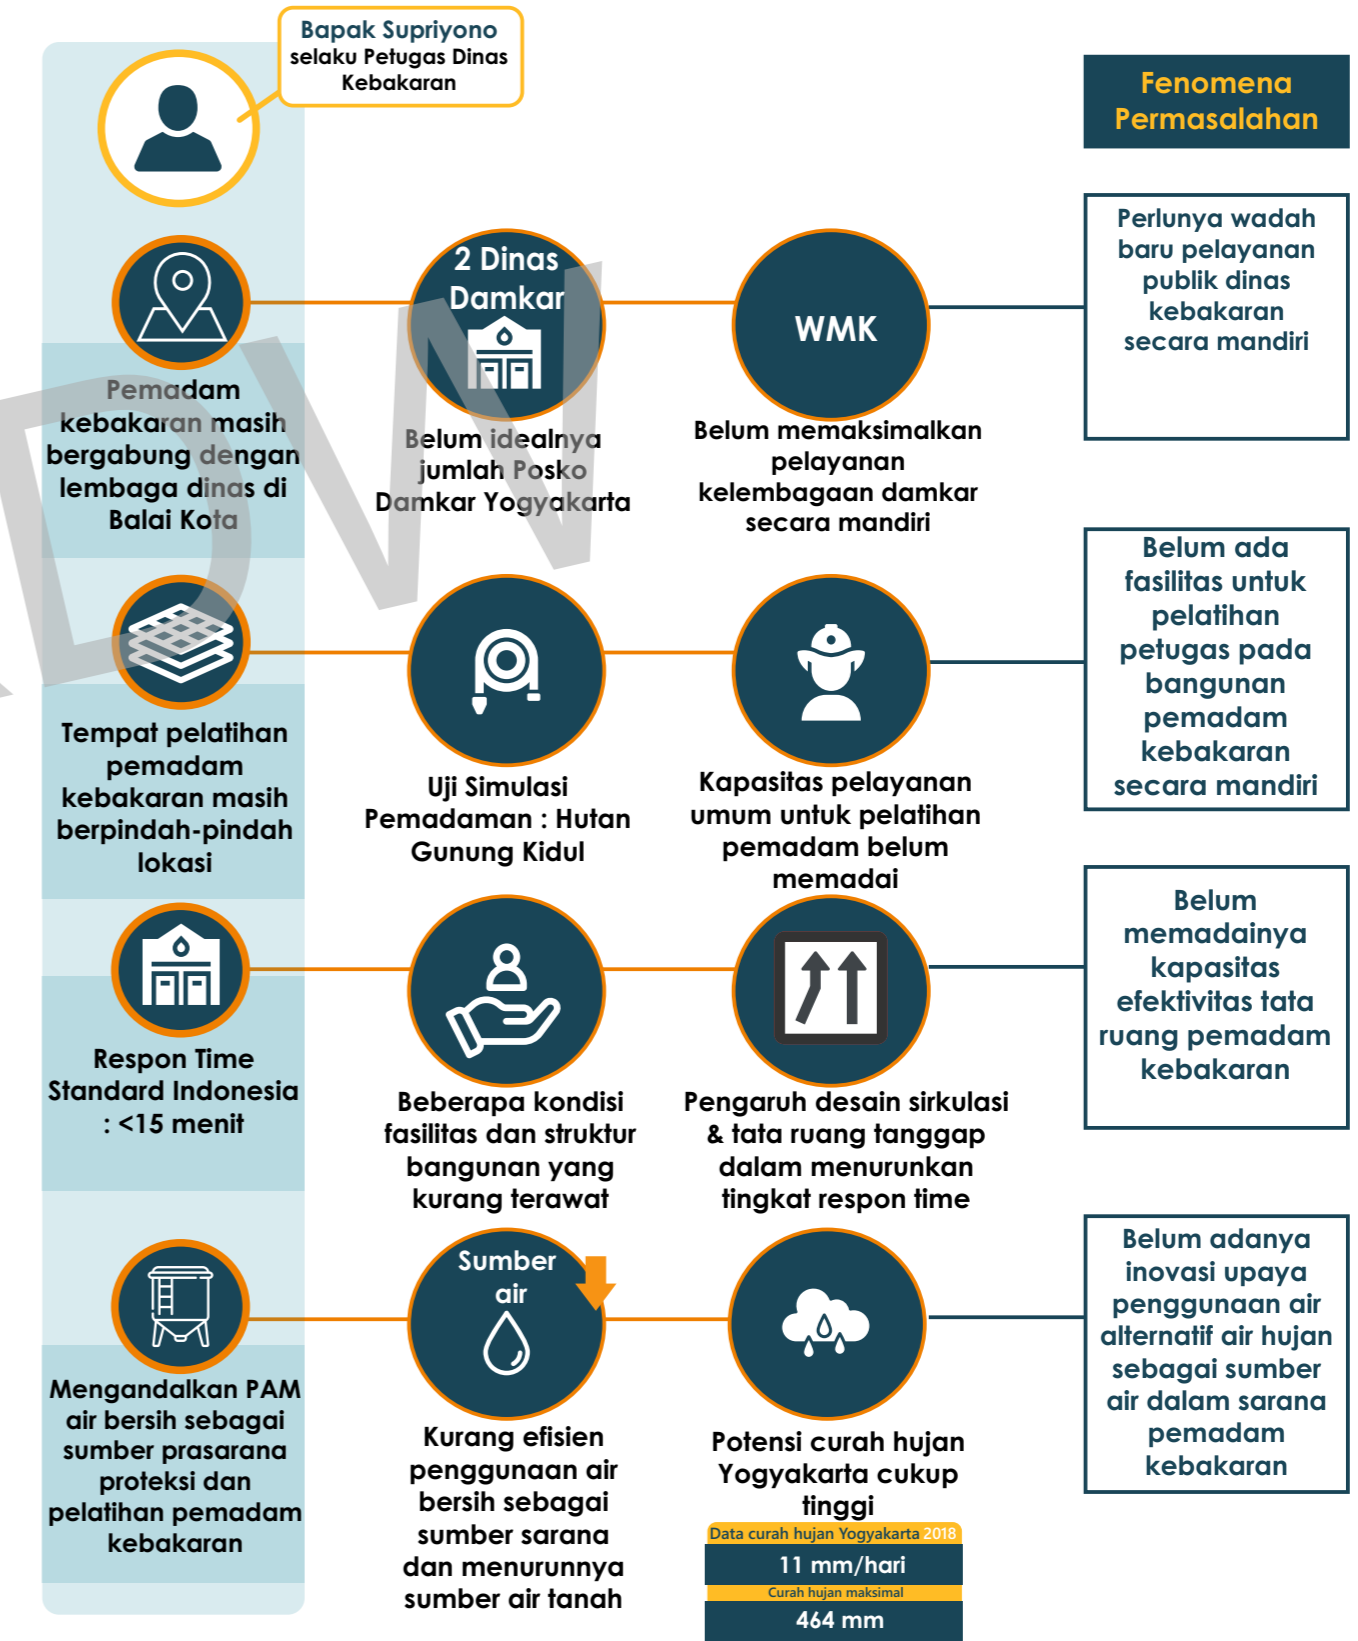 Bapak Supriyono
selaku Petugas Dinas
Kebakaran
Fenomena
Permasalahan
Pemadam
kebakaran masih
bergabung dengan
lembaga dinas di
Balai Kota
2 Dinas
Damkar
Belum idealnya
jumlah Posko
Damkar Yogyakarta
WMK
Belum memaksimalkan
pelayanan
kelembagaan damkar
secara mandiri
Perlunya wadah
baru pelayanan
publik dinas
kebakaran
secara mandiri
Tempat pelatihan
pemadam
kebakaran masih
berpindah-pindah
lokasi
Uji Simulasi
Pemadaman : Hutan
Gunung Kidul
Kapasitas pelayanan
umum untuk pelatihan
pemadam belum
memadai
Belum ada
fasilitas untuk
pelatihan
petugas pada
bangunan
pemadam
kebakaran
secara mandiri
Respon Time
Standard Indonesia
: <15 menit
Beberapa kondisi
fasilitas dan struktur
bangunan yang
kurang terawat
Pengaruh desain sirkulasi
& tata ruang tanggap
dalam menurunkan
tingkat respon time
Belum
memadainya
kapasitas
efektivitas tata
ruang pemadam
kebakaran
Mengandalkan PAM
air bersih sebagai
sumber prasarana
proteksi dan
pelatihan pemadam
kebakaran
Sumber
air
Kurang efisien
penggunaan air
bersih sebagai
sumber sarana
dan menurunnya
sumber air tanah
Potensi curah hujan
Yogyakarta cukup
tinggi
Data curah hujan Yogyakarta 2018
11 mm/hari
Curah hujan maksimal
464 mm
Belum adanya
inovasi upaya
penggunaan air
alternatif air hujan
sebagai sumber
air dalam sarana
pemadam
kebakaran
DW